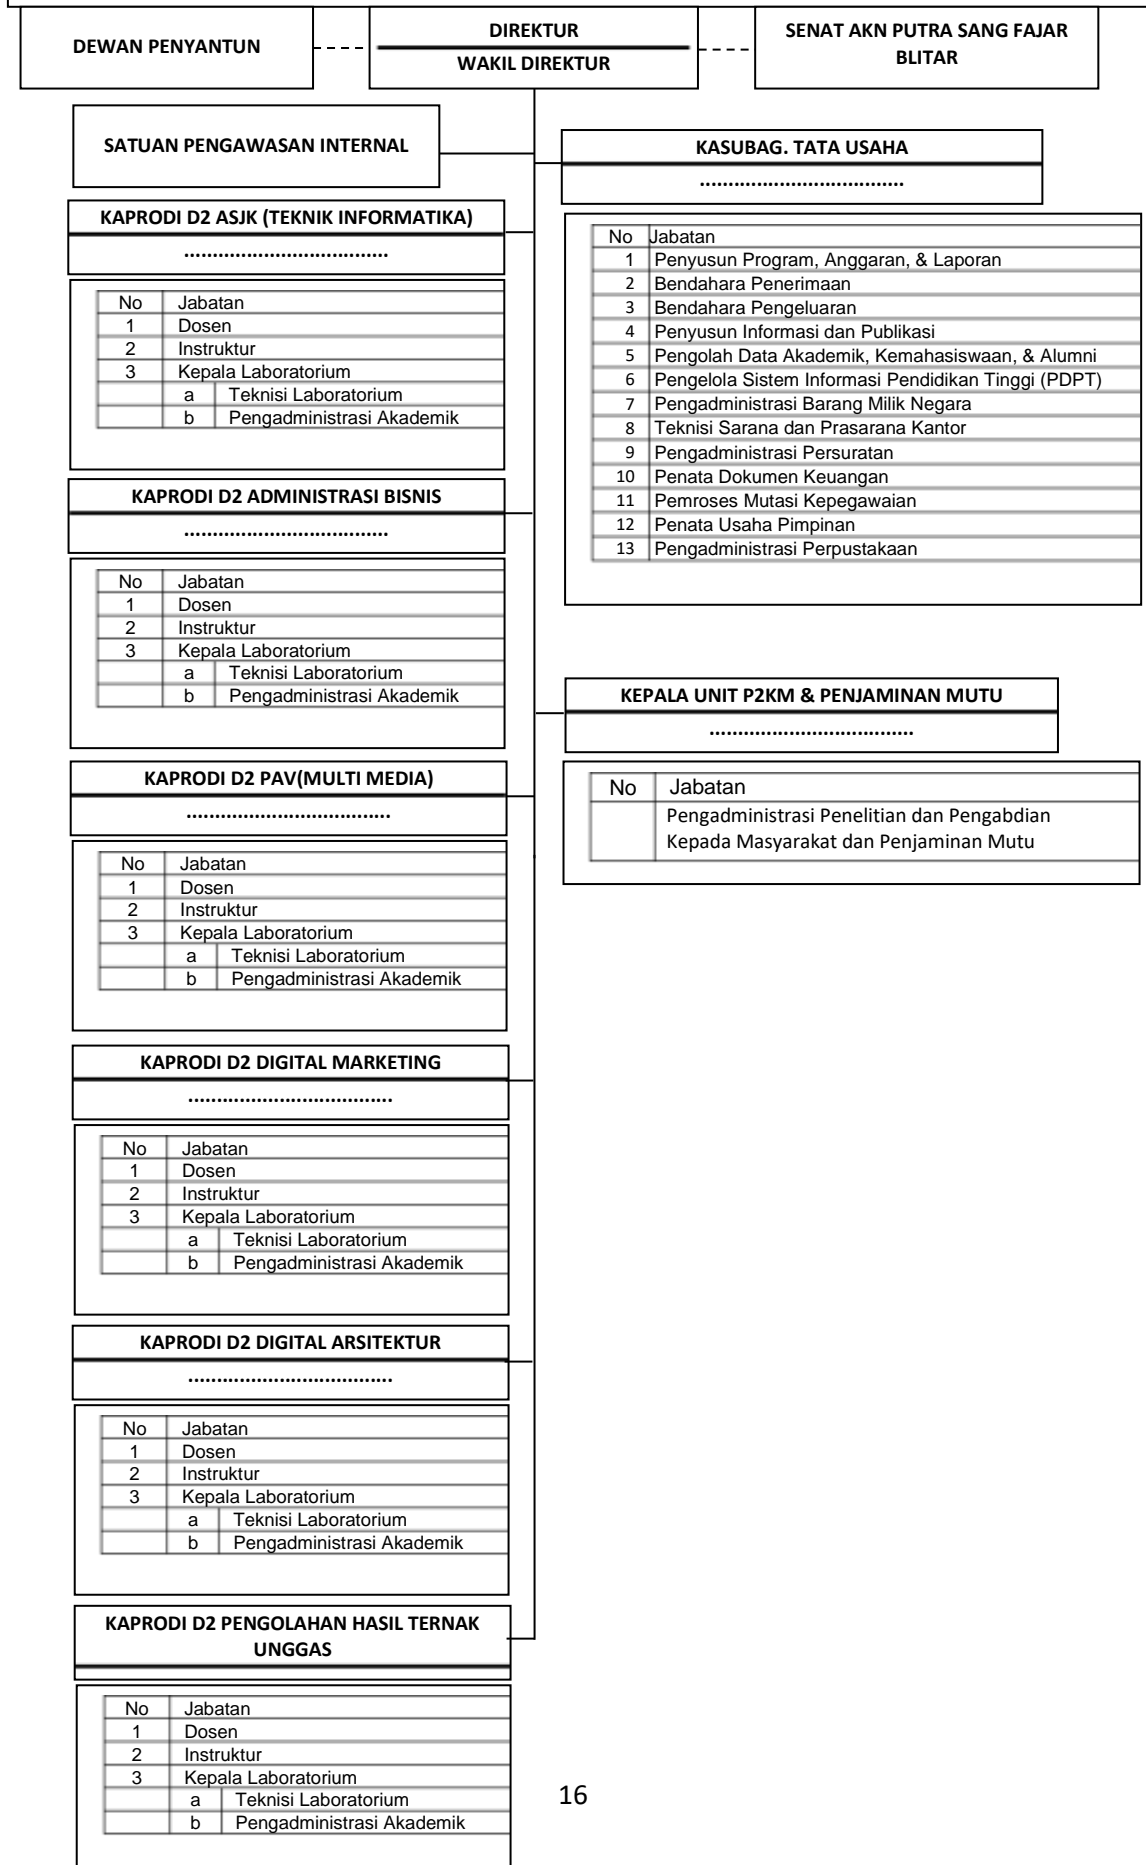 DEWAN PENYANTUN
DIREKTUR
WAKIL DIREKTUR
SENAT AKN PUTRA SANG FAJAR
BLITAR
SATUAN PENGAWASAN INTERNAL
KASUBAG. TATA USAHA
....................................
No Jabatan
1 Penyusun Program, Anggaran, & Laporan
2 Bendahara Penerimaan
3 Bendahara Pengeluaran
4 Penyusun Informasi dan Publikasi
5 Pengolah Data Akademik, Kemahasiswaan, & Alumni
6 Pengelola Sistem Informasi Pendidikan Tinggi (PDPT)
7 Pengadministrasi Barang Milik Negara
8 Teknisi Sarana dan Prasarana Kantor
9 Pengadministrasi Persuratan
10 Penata Dokumen Keuangan
11 Pemroses Mutasi Kepegawaian
12 Penata Usaha Pimpinan
13 Pengadministrasi Perpustakaan
KAPRODI D2 ASJK (TEKNIK INFORMATIKA)
....................................
No Jabatan
1 Dosen
2 Instruktur
3 Kepala Laboratorium
a Teknisi Laboratorium
b Pengadministrasi Akademik
KAPRODI D2 ADMINISTRASI BISNIS
....................................
No Jabatan
1 Dosen
2 Instruktur
3 Kepala Laboratorium
a Teknisi Laboratorium
b Pengadministrasi Akademik
KEPALA UNIT P2KM & PENJAMINAN MUTU
....................................
No Jabatan
Pengadministrasi Penelitian dan Pengabdian
Kepada Masyarakat dan Penjaminan Mutu
KAPRODI D2 PAV(MULTI MEDIA)
....................................
No Jabatan
1 Dosen
2 Instruktur
3 Kepala Laboratorium
a Teknisi Laboratorium
b Pengadministrasi Akademik
KAPRODI D2 DIGITAL MARKETING
....................................
No Jabatan
1 Dosen
2 Instruktur
3 Kepala Laboratorium
a Teknisi Laboratorium
b Pengadministrasi Akademik
KAPRODI D2 DIGITAL ARSITEKTUR
....................................
No Jabatan
1 Dosen
2 Instruktur
3 Kepala Laboratorium
a Teknisi Laboratorium
b Pengadministrasi Akademik
KAPRODI D2 PENGOLAHAN HASIL TERNAK
UNGGAS
No Jabatan
1 Dosen
2 Instruktur
3 Kepala Laboratorium
a Teknisi Laboratorium
b Pengadministrasi Akademik
16